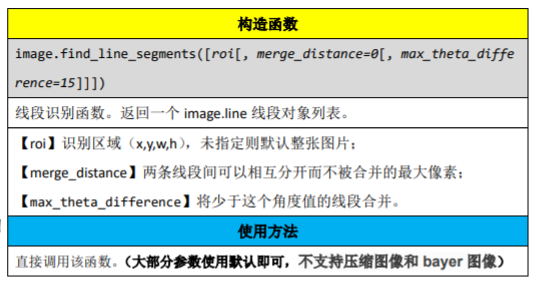 构造函数
image.find_line_segments([roi[, merge_distance=0[, max_theta_diffe
rence=15]]])
线段识别函数。返回一个 image.line 线段对象列表。
【roi】识别区域（x,y,w,h），未指定则默认整张图片；
【merge_distance】两条线段间可以相互分开而不被合并的最大像素；
【max_theta_difference】将少于这个角度值的线段合并。
使用方法
直接调用该函数。（大部分参数使用默认即可，不支持压缩图像和 bayer 图像）